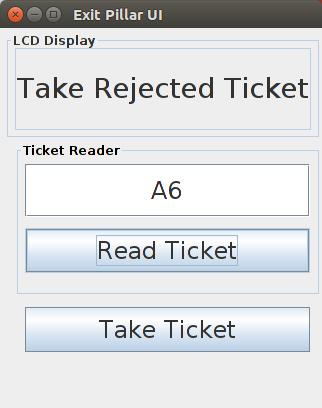 Exit Pillar UI
LCD Display
Take Rejected Ticket
Ticket Reader
A6
Read Ticket
Take Ticket